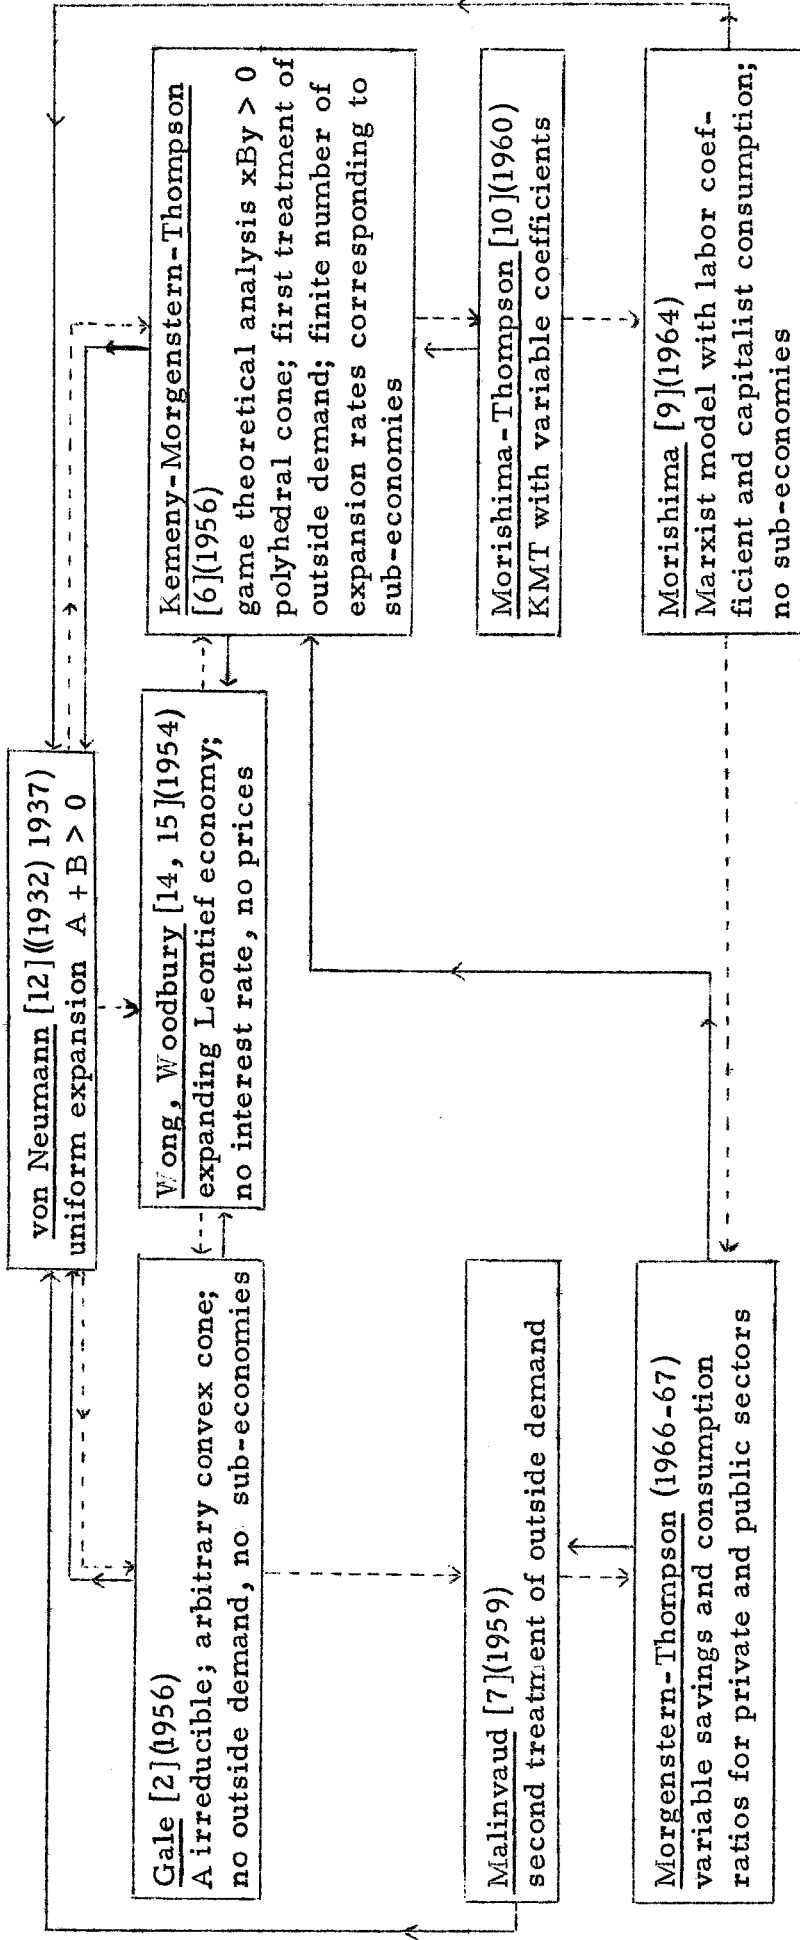 von Neumann [12]((1932) 1937)
uniform expansion A + B > 0
Gale [2](1956)
A irreducible; arbitrary convex cone;
no outside demand, no sub-economies
Wong, Woodbury [14, 15](1954)
expanding Leontief economy;
no interest rate, no prices
Kemeny-Morgenstern-Thompson
[6](1956)
game theoretical analysis xBy > 0
polyhedral cone; first treatment of
outside demand; finite number of
expansion rates corresponding to
sub-economies
Malinvaud [7](1959)
second treatment of outside demand
Morishima-Thompson [10](1960)
KMT with variable coefficients
Morgenstern-Thompson (1966-67)
variable savings and consumption
ratios for private and public sectors
Morishima [9](1964)
Marxist model with labor coef-
ficient and capitalist consumption;
no sub-economies